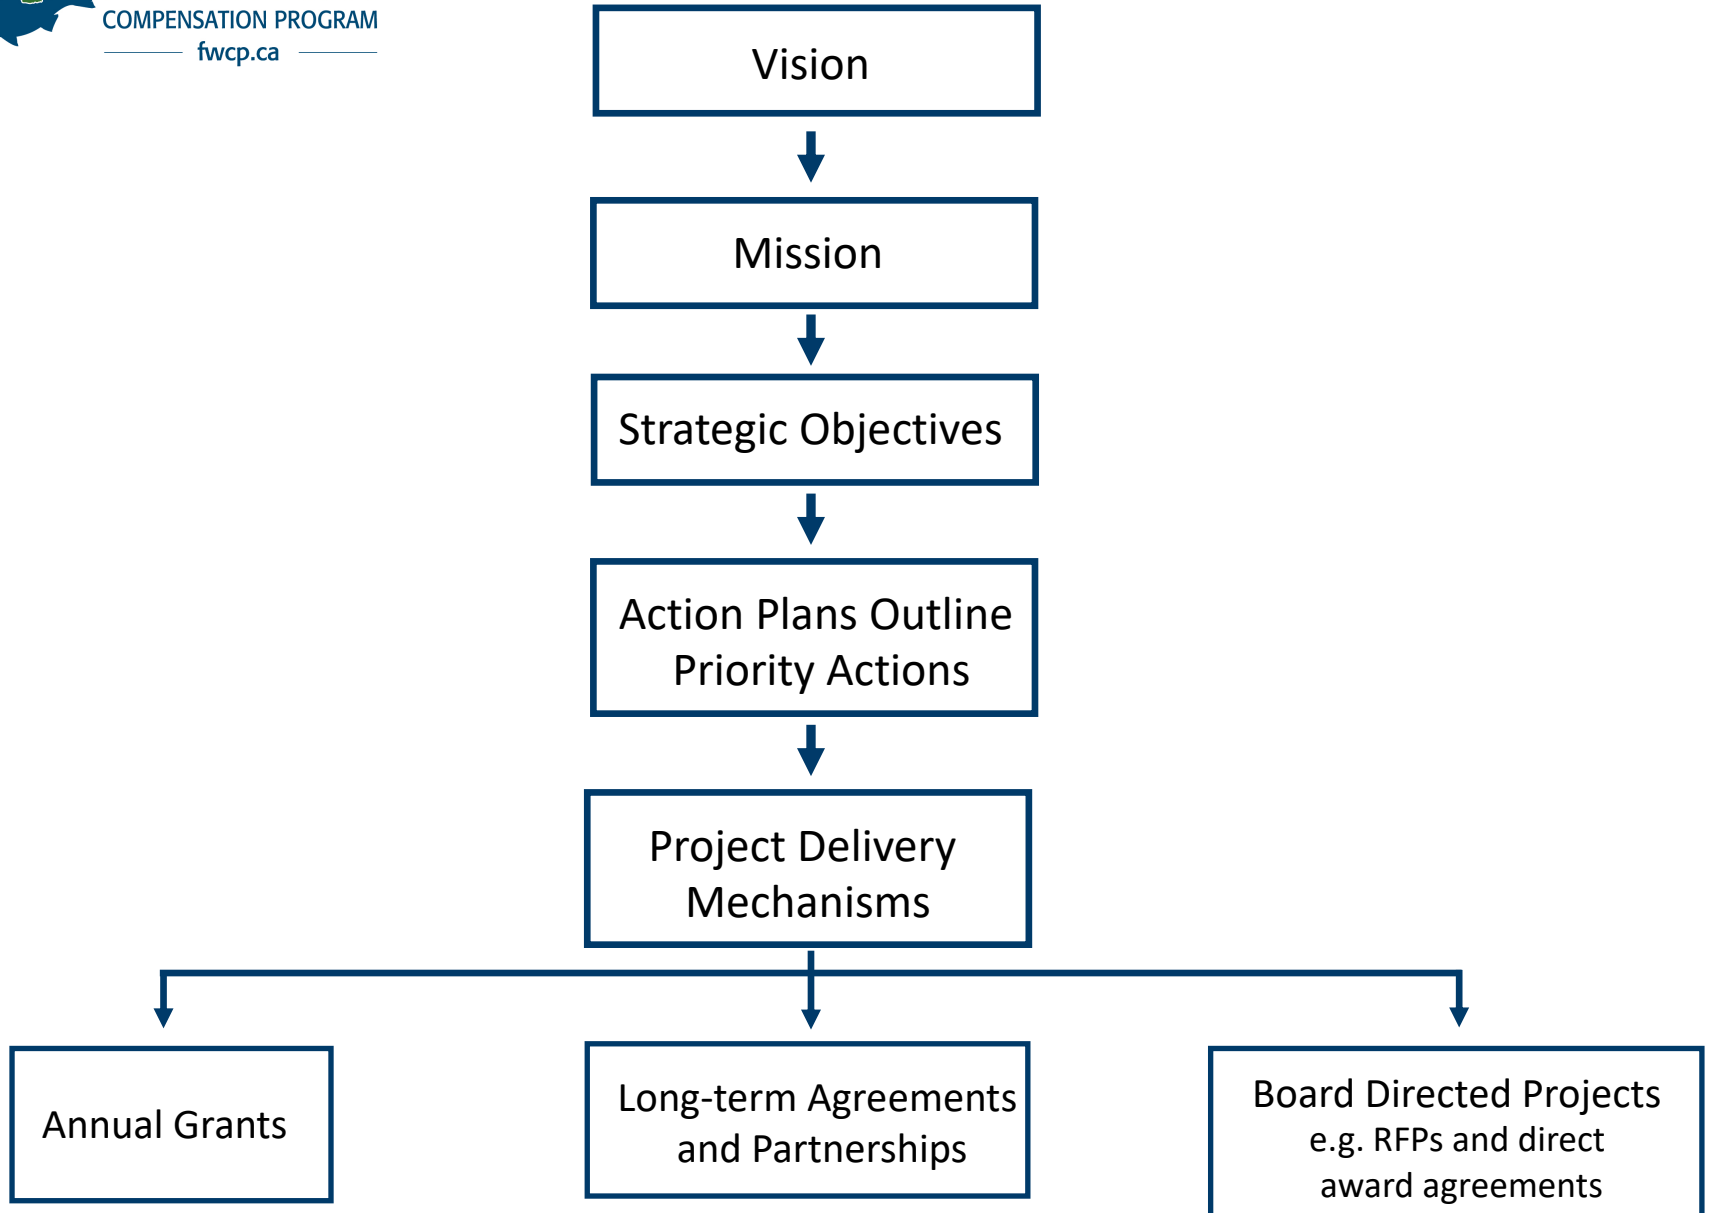 COMPENSATION PROGRAM
fwcp.ca
Vision
Mission
Strategic Objectives
Action Plans Outline
Priority Actions
Project Delivery
Mechanisms
Annual Grants
Long-term Agreements
and Partnerships
Board Directed Projects
e.g. RFPs and direct
award agreements